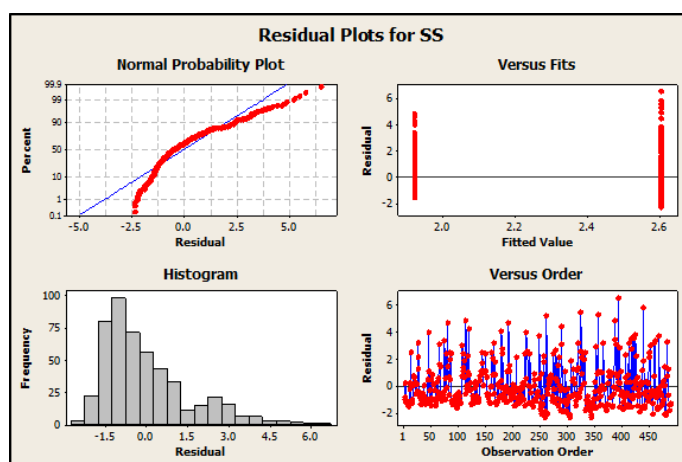 Residual Plots for SS
Normal Probability Plot
99.9
99
90
50
10
1
0.1
Percent
-5.0 -2.5 0.0 2.5 5.0
Residual
Versus Fits
6
4
2
0
-2
Residual
2.0 2.2 2.4 2.6
Fitted Value
Histogram
100
75
50
25
0
Frequency
-1.5 0.0 1.5 3.0 4.5 6.0
Residual
Versus Order
6
4
2
0
-2
Residual
1 50 100 150 200 250 300 350 400 450
Observation Order